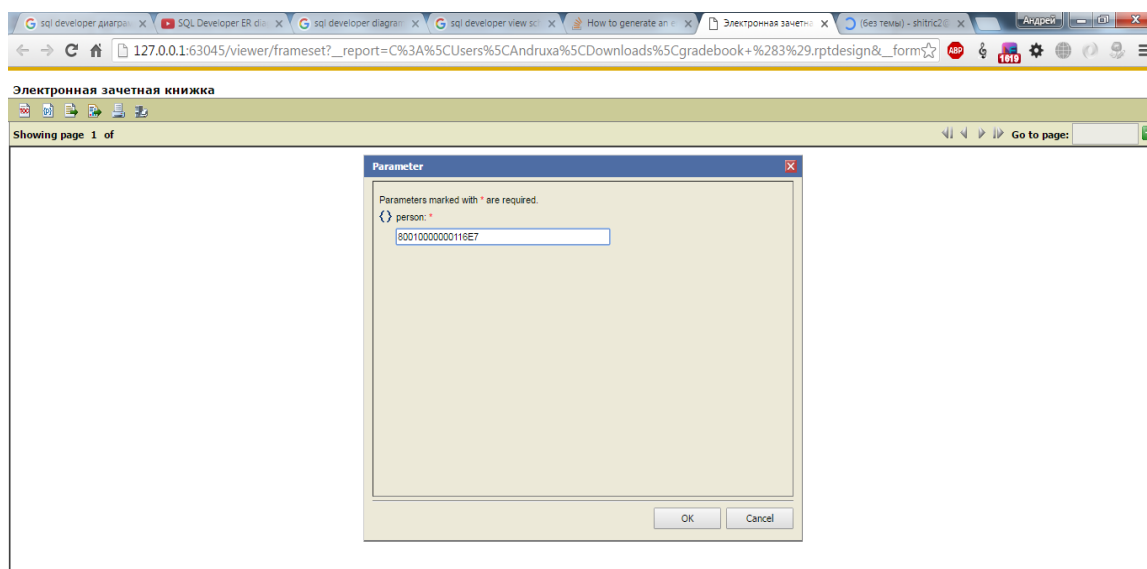 sql developer диаграм
SQL Developer ER dia
sql developer diagram
sql developer view sc
How to generate an e
Электронная зачетна
(без темы) - shitric2@
Андрей
127.0.0.1:63045/viewer/frameset?__report=C%3A%5CUsers%5CAndruxa%5CDownloads%5Cgradebook+%283%29.rptdesign&__form
ABP
1619
Электронная зачетная книжка
Showing page 1 of
Go to page:
Parameter
Parameters marked with * are required.
{} person: *
80010000000116E7
OK
Cancel